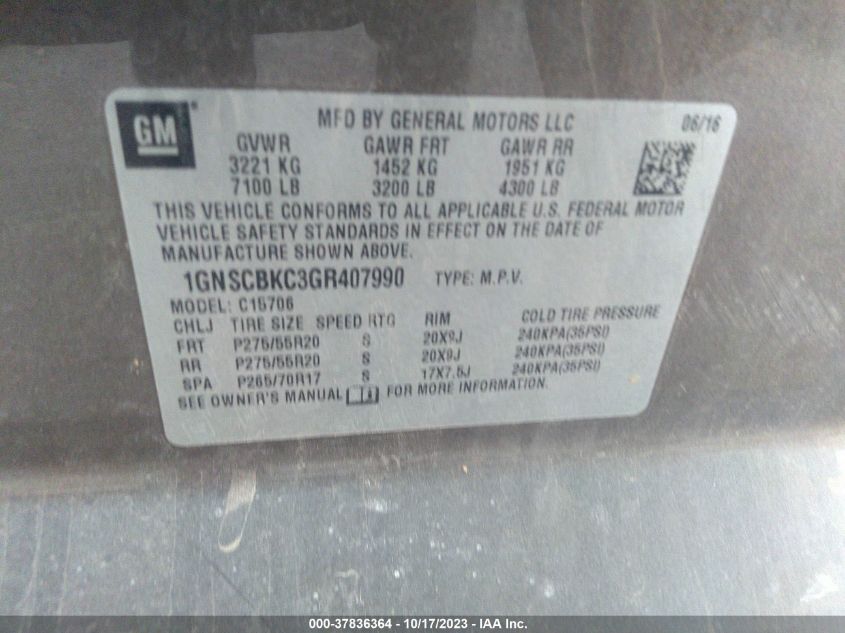 GM®
MFD BY GENERAL MOTORS LLC 06/16
GVWR GAWR FRT GAWR RR
3221 KG 1452 KG 1951 KG
7100 LB 3200 LB 4300 LB
THIS VEHICLE CONFORMS TO ALL APPLICABLE U.S. FEDERAL MOTOR
VEHICLE SAFETY STANDARDS IN EFFECT ON THE DATE OF
MANUFACTURE SHOWN ABOVE.
1GNSCBKC3GR407990 TYPE: M.P.V.
MODEL: C15706
CHLJ TIRE SIZE SPEED RTG RIM COLD TIRE PRESSURE
FRT P275/55R20 S 20X9J 240KPA(35PSI)
RR P275/55R20 S 20X9J 240KPA(35PSI)
SPA P265/70R17 S 17X7.5J 240KPA(35PSI)
SEE OWNER'S MANUAL FOR MORE INFORMATION.
000-37836364 - 10/17/2023 - IAA Inc.